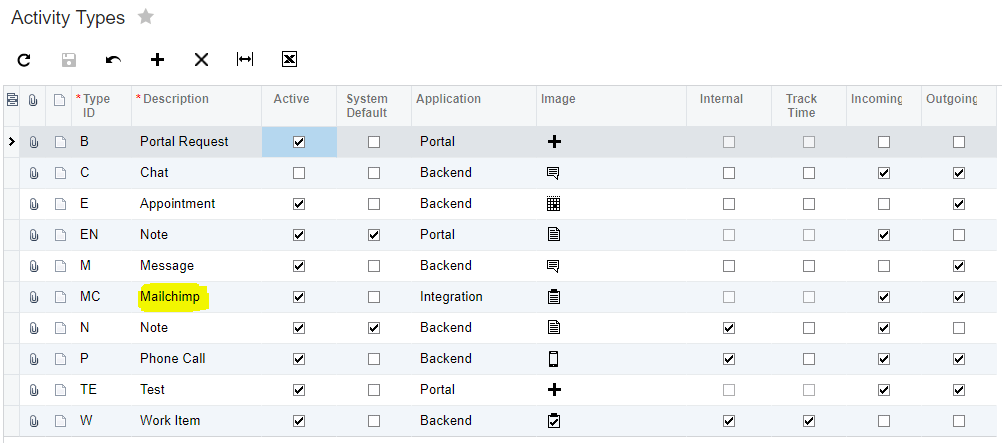 Activity Types
* Type ID * Description Active System Default Application Image Internal Track Time Incoming Outgoing
B Portal Request Portal
C Chat Backend
E Appointment Backend
EN Note Portal
M Message Backend
MC Mailchimp Integration
N Note Backend
P Phone Call Backend
TE Test Portal
W Work Item Backend